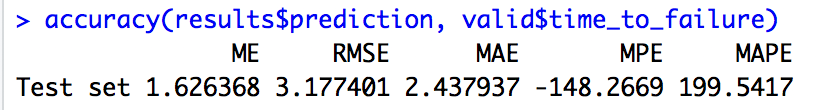 > accuracy(results$prediction, valid$time_to_failure)
ME RMSE MAE MPE MAPE
Test set 1.626368 3.177401 2.437937 -148.2669 199.5417